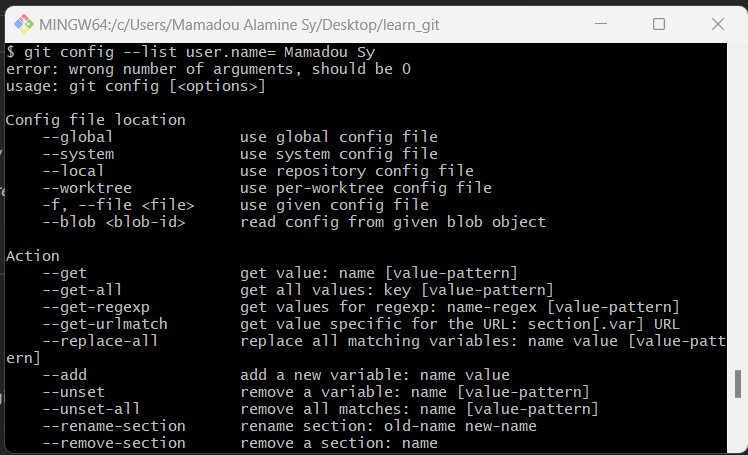 MINGW64:/c/Users/Mamadou Alamine Sy/Desktop/learn_git
$ git config --list user.name= Mamadou Sy
error: wrong number of arguments, should be 0
usage: git config [<options>]
Config file location
--global use global config file
--system use system config file
--local use repository config file
--worktree use per-worktree config file
-f, --file <file> use given config file
--blob <blob-id> read config from given blob object
Action
--get get value: name [value-pattern]
--get-all get all values: key [value-pattern]
--get-regexp get values for regexp: name-regex [value-pattern]
--get-urlmatch get value specific for the URL: section[.var] URL
--replace-all replace all matching variables: name value [value-patt
ern]
--add add a new variable: name value
--unset remove a variable: name [value-pattern]
--unset-all remove all matches: name [value-pattern]
--rename-section rename section: old-name new-name
--remove-section remove a section: name